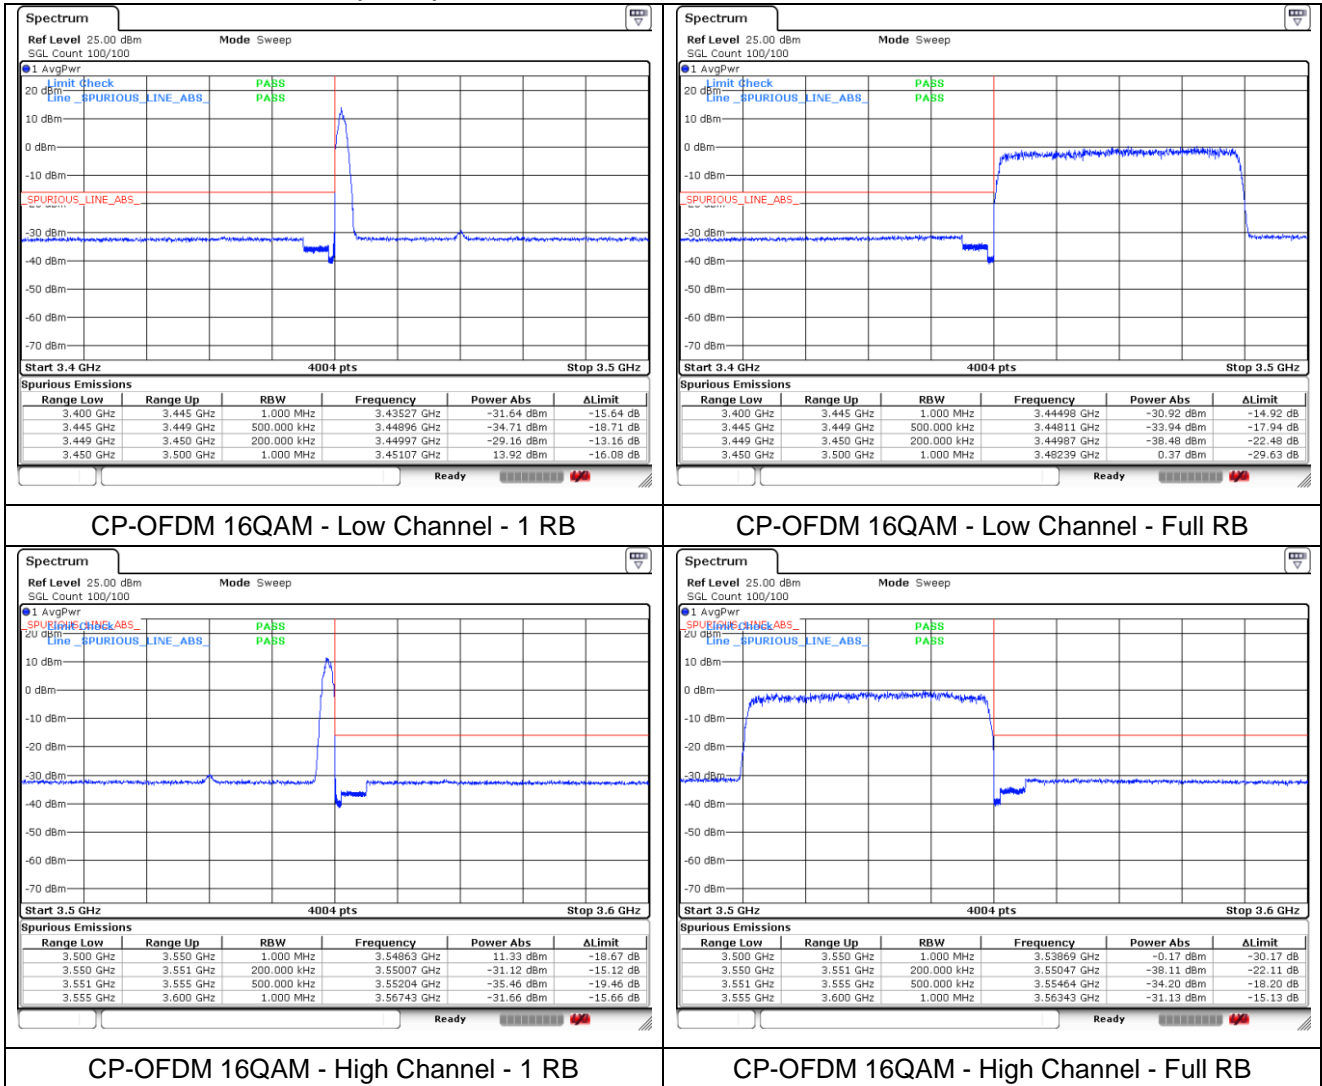 Spectrum
Ref Level 25.00 dBm Mode Sweep
SGL Count 100/100
1 AvgPwr
Limit Check PASS
20 dBm
Line _SPURIOUS_LINE_ABS_ PASS
10 dBm
0 dBm
-10 dBm
_SPURIOUS_LINE_ABS_
-30 dBm
-40 dBm
-50 dBm
-60 dBm
-70 dBm
Start 3.4 GHz 4004 pts Stop 3.5 GHz
Spurious Emissions
Range Low Range Up RBW Frequency Power Abs ΔLimit
3.400 GHz 3.445 GHz 1.000 MHz 3.43527 GHz -31.64 dBm -15.64 dB
3.445 GHz 3.449 GHz 500.000 kHz 3.44896 GHz -34.71 dBm -18.71 dB
3.449 GHz 3.450 GHz 200.000 kHz 3.44997 GHz -29.16 dBm -13.16 dB
3.450 GHz 3.500 GHz 1.000 MHz 3.45107 GHz 13.92 dBm -16.08 dB
Ready
CP-OFDM 16QAM - Low Channel - 1 RB
Spectrum
Ref Level 25.00 dBm Mode Sweep
SGL Count 100/100
1 AvgPwr
Limit Check PASS
20 dBm
Line _SPURIOUS_LINE_ABS_ PASS
10 dBm
0 dBm
-10 dBm
_SPURIOUS_LINE_ABS_
-30 dBm
-40 dBm
-50 dBm
-60 dBm
-70 dBm
Start 3.4 GHz 4004 pts Stop 3.5 GHz
Spurious Emissions
Range Low Range Up RBW Frequency Power Abs ΔLimit
3.400 GHz 3.445 GHz 1.000 MHz 3.44498 GHz -30.92 dBm -14.92 dB
3.445 GHz 3.449 GHz 500.000 kHz 3.44811 GHz -33.94 dBm -17.94 dB
3.449 GHz 3.450 GHz 200.000 kHz 3.44987 GHz -38.48 dBm -22.48 dB
3.450 GHz 3.500 GHz 1.000 MHz 3.48239 GHz 0.37 dBm -29.63 dB
Ready
CP-OFDM 16QAM - Low Channel - Full RB
Spectrum
Ref Level 25.00 dBm Mode Sweep
SGL Count 100/100
1 AvgPwr
_SPURIOUS_LINE_ABS_
Limit Check PASS
20 dBm
Line _SPURIOUS_LINE_ABS_ PASS
10 dBm
0 dBm
-10 dBm
-20 dBm
-30 dBm
-40 dBm
-50 dBm
-60 dBm
-70 dBm
Start 3.5 GHz 4004 pts Stop 3.6 GHz
Spurious Emissions
Range Low Range Up RBW Frequency Power Abs ΔLimit
3.500 GHz 3.550 GHz 1.000 MHz 3.54863 GHz 11.33 dBm -18.67 dB
3.550 GHz 3.551 GHz 200.000 kHz 3.55007 GHz -31.12 dBm -15.12 dB
3.551 GHz 3.555 GHz 500.000 kHz 3.55204 GHz -35.46 dBm -19.46 dB
3.555 GHz 3.600 GHz 1.000 MHz 3.56743 GHz -31.66 dBm -15.66 dB
Ready
CP-OFDM 16QAM - High Channel - 1 RB
Spectrum
Ref Level 25.00 dBm Mode Sweep
SGL Count 100/100
1 AvgPwr
_SPURIOUS_LINE_ABS_
Limit Check PASS
20 dBm
Line _SPURIOUS_LINE_ABS_ PASS
10 dBm
0 dBm
-10 dBm
-20 dBm
-30 dBm
-40 dBm
-50 dBm
-60 dBm
-70 dBm
Start 3.5 GHz 4004 pts Stop 3.6 GHz
Spurious Emissions
Range Low Range Up RBW Frequency Power Abs ΔLimit
3.500 GHz 3.550 GHz 1.000 MHz 3.53869 GHz -0.17 dBm -30.17 dB
3.550 GHz 3.551 GHz 200.000 kHz 3.55047 GHz -38.11 dBm -22.11 dB
3.551 GHz 3.555 GHz 500.000 kHz 3.55464 GHz -34.20 dBm -18.20 dB
3.555 GHz 3.600 GHz 1.000 MHz 3.56343 GHz -31.13 dBm -15.13 dB
Ready
CP-OFDM 16QAM - High Channel - Full RB